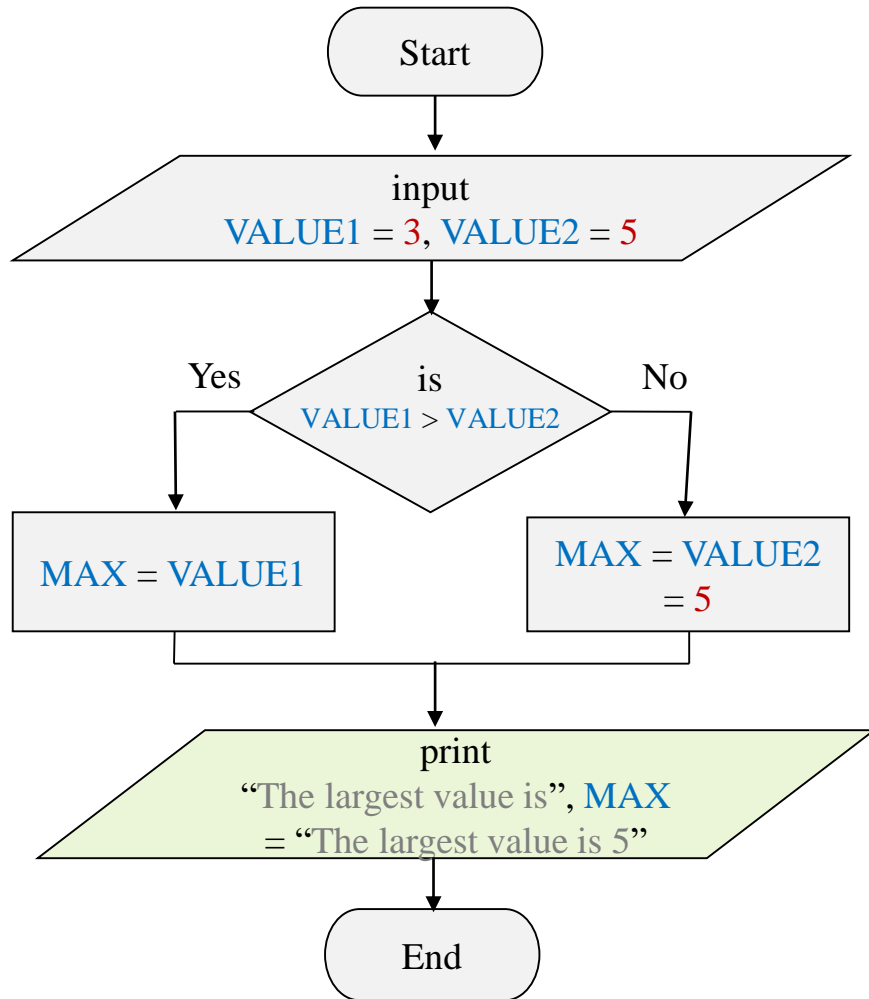 Start
input
VALUE1 = 3, VALUE2 = 5
is
VALUE1 > VALUE2
Yes
No
MAX = VALUE1
MAX = VALUE2
= 5
print
“The largest value is”, MAX
= “The largest value is 5”
End